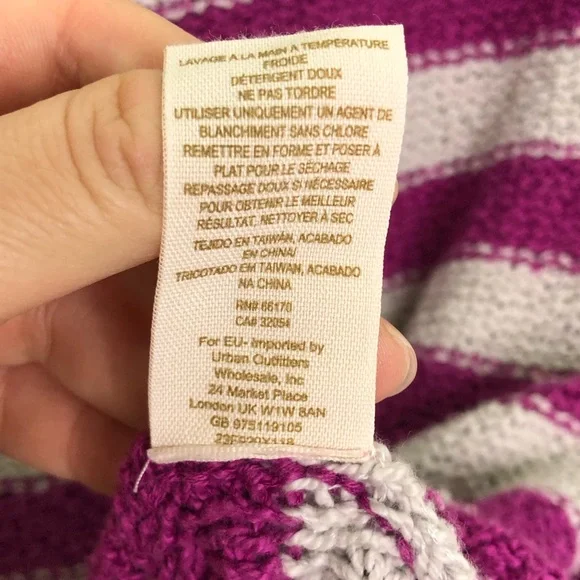 LAVAGE A LA MAIN A TEMPÉRATURE
FROIDE
DÉTERGENT DOUX
NE PAS TORDRE
UTILISER UNIQUEMENT UN AGENT DE
BLANCHIMENT SANS CHLORE
REMETTRE EN FORME ET POSER À
PLAT POUR LE SÉCHAGE
REPASSAGE DOUX SI NÉCESSAIRE
POUR OBTENIR LE MEILLEUR
RÉSULTAT, NETTOYER À SEC
TEJIDO EN TAIWÁN, ACABADO
EN CHINA/
TRICOTADO EM TAIWAN, ACABADO
NA CHINA
RN# 66170
CA# 32054
For EU- Imported by
Urban Outfitters
Wholesale, Inc
24 Market Place
London UK W1W 8AN
GB 975119105